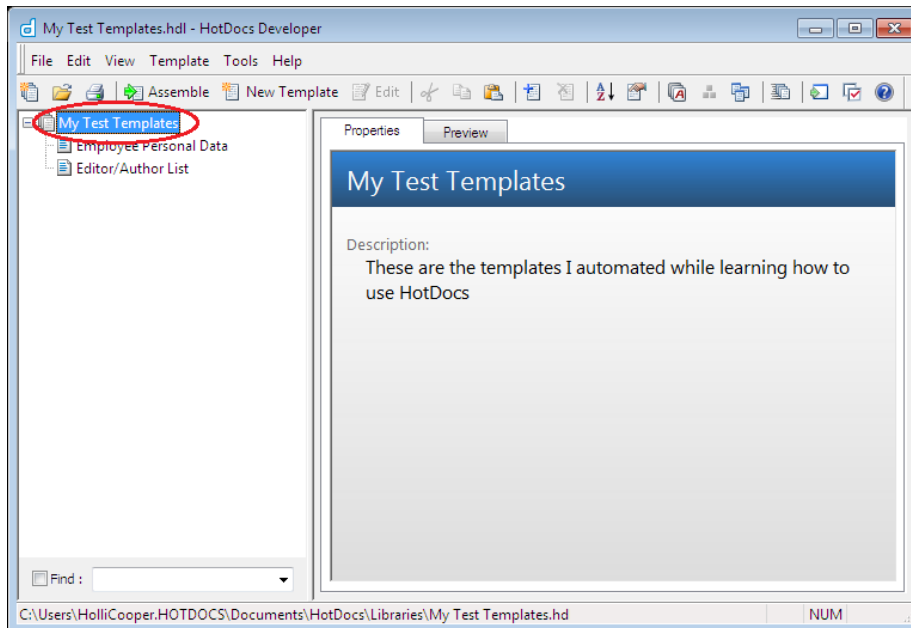 My Test Templates.hdl - HotDocs Developer
File Edit View Template Tools Help
Assemble New Template Edit
My Test Templates
Employee Personal Data
Editor/Author List
Properties Preview
My Test Templates
Description:
These are the templates I automated while learning how to
use HotDocs
Find :
C:\Users\HolliCooper.HOTDOCS\Documents\HotDocs\Libraries\My Test Templates.hd NUM